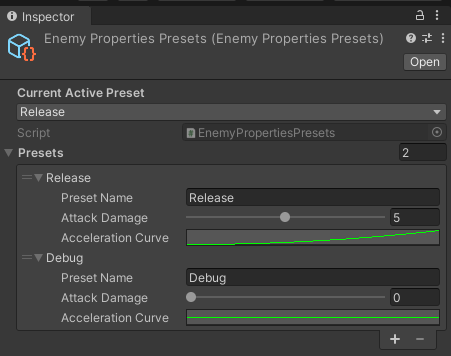 Inspector
Enemy Properties Presets (Enemy Properties Presets)
Open
Current Active Preset
Release
Script EnemyPropertiesPresets
Presets 2
Release
Preset Name Release
Attack Damage 5
Acceleration Curve
Debug
Preset Name Debug
Attack Damage 0
Acceleration Curve